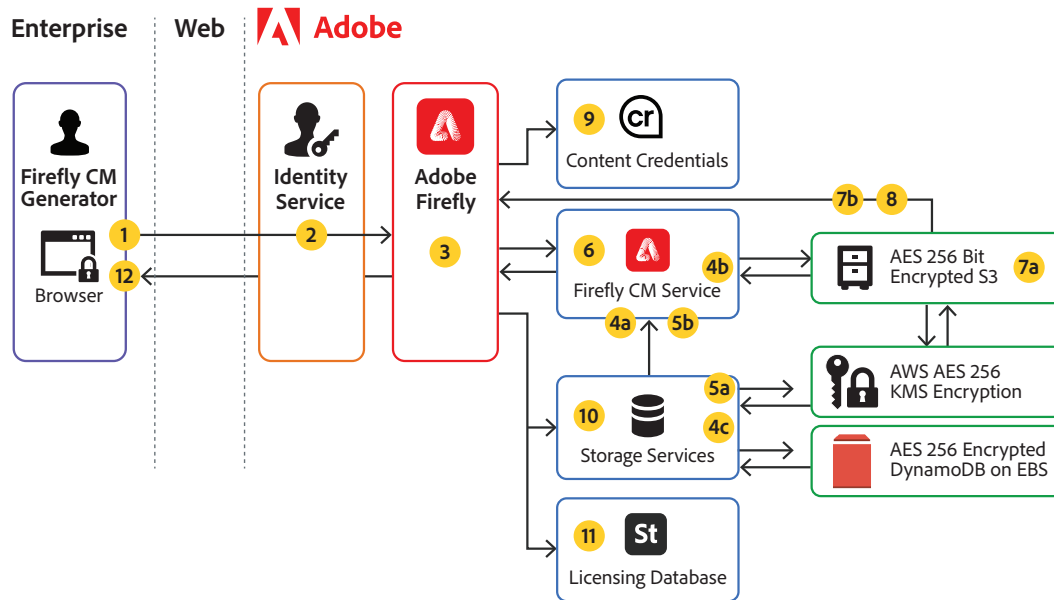 Enterprise
Web
Adobe
Firefly CM
Generator
1
12
Browser
Identity
Service
2
Adobe
Firefly
3
9
cr
Content Credentials
7b
8
6
4b
Firefly CM Service
4a
5b
AES 256 Bit
Encrypted S3
7a
AWS AES 256
KMS Encryption
5a
10
4c
Storage Services
AES 256 Encrypted
DynamoDB on EBS
11
St
Licensing Database